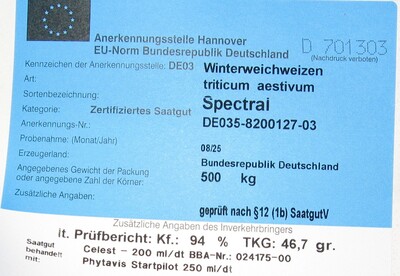 Anerkennungsstelle Hannover
EU-Norm Bundesrepublik Deutschland
D 701303
(Nachdruck verboten)
Kennzeichen der Anerkennungsstelle: DE03
Winterweichweizen
Art: triticum aestivum
Sortenbezeichnung: Spectral
Kategorie: Zertifiziertes Saatgut
Anerkennungs-Nr.: DE035-8200127-03
Probenahme: (Monat/Jahr) 08/25
Erzeugerland: Bundesrepublik Deutschland
Angegebenes Gewicht der Packung
oder angegebene Zahl der Körner: 500 kg
Zusätzliche Angaben:
geprüft nach §12 (1b) SaatgutV
Zusätzliche Angaben des Inverkehrbringers
lt. Prüfbericht: Kf.: 94 % TKG: 46,7 gr.
Saatgut behandelt mit:
Celest - 200 ml/dt BBA-Nr.: 024175-00
Phytavis Startpilot 250 ml/dt